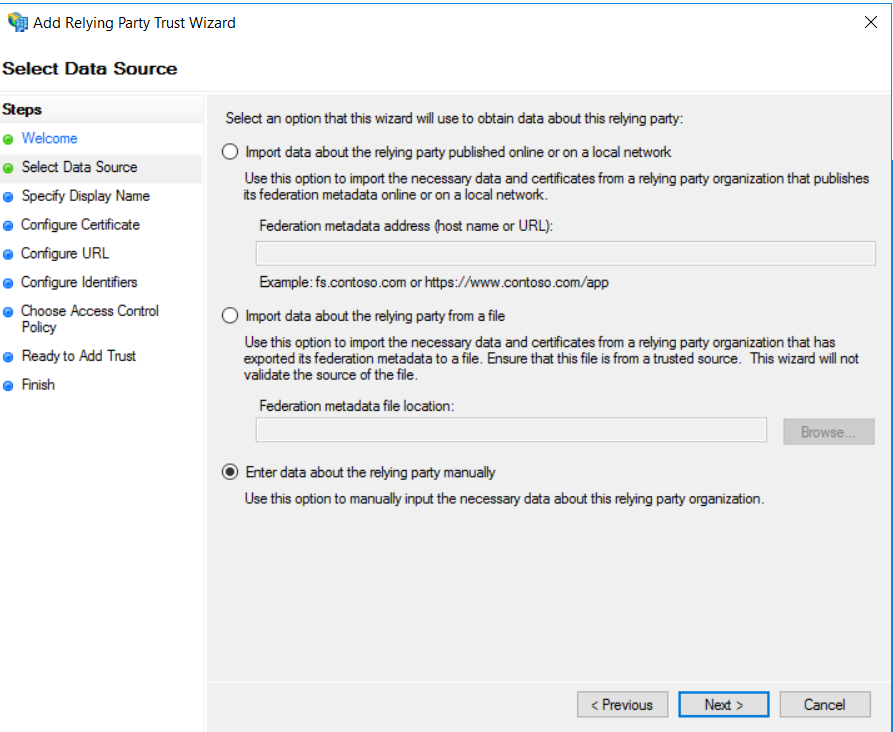 Add Relying Party Trust Wizard
Select Data Source
Steps
Welcome
Select Data Source
Specify Display Name
Configure Certificate
Configure URL
Configure Identifiers
Choose Access Control
Policy
Ready to Add Trust
Finish
Select an option that this wizard will use to obtain data about this relying party:
Import data about the relying party published online or on a local network
Use this option to import the necessary data and certificates from a relying party organization that publishes
its federation metadata online or on a local network.
Federation metadata address (host name or URL):
Example: fs.contoso.com or https://www.contoso.com/app
Import data about the relying party from a file
Use this option to import the necessary data and certificates from a relying party organization that has
exported its federation metadata to a file. Ensure that this file is from a trusted source.  This wizard will not
validate the source of the file.
Federation metadata file location:
Browse...
Enter data about the relying party manually
Use this option to manually input the necessary data about this relying party organization.
< Previous
Next >
Cancel